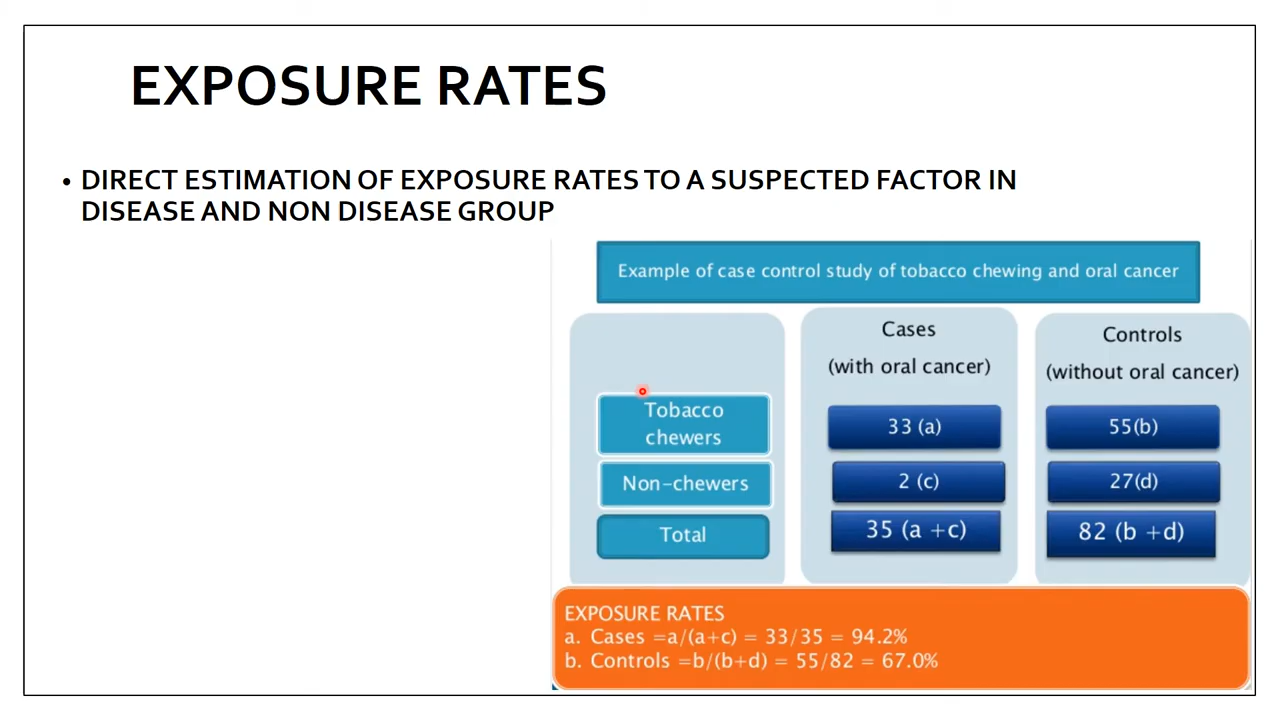 EXPOSURE RATES
• DIRECT ESTIMATION OF EXPOSURE RATES TO A SUSPECTED FACTOR IN
DISEASE AND NON DISEASE GROUP
Example of case control study of tobacco chewing and oral cancer
Cases
(with oral cancer)
Controls
(without oral cancer)
Tobacco
chewers
33 (a)
55(b)
Non-chewers
2 (c)
27(d)
Total
35 (a +c)
82 (b +d)
EXPOSURE RATES
a. Cases =a/(a+c) = 33/35 = 94.2%
b. Controls =b/(b+d) = 55/82 = 67.0%